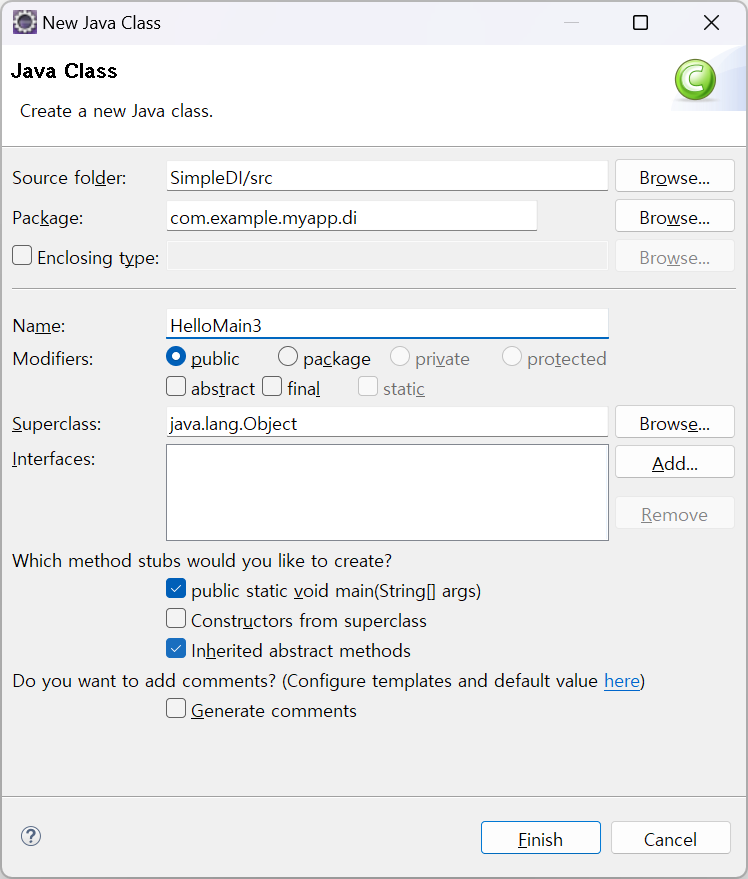 New Java Class
Java Class
Create a new Java class.
Source folder: SimpleDI/src Browse...
Package: com.example.myapp.di Browse...
Enclosing type: Browse...
Name: HelloMain3
Modifiers: public package private protected
abstract final static
Superclass: java.lang.Object Browse...
Interfaces: Add...
Remove
Which method stubs would you like to create?
public static void main(String[] args)
Constructors from superclass
Inherited abstract methods
Do you want to add comments? (Configure templates and default value here)
Generate comments
? Finish Cancel